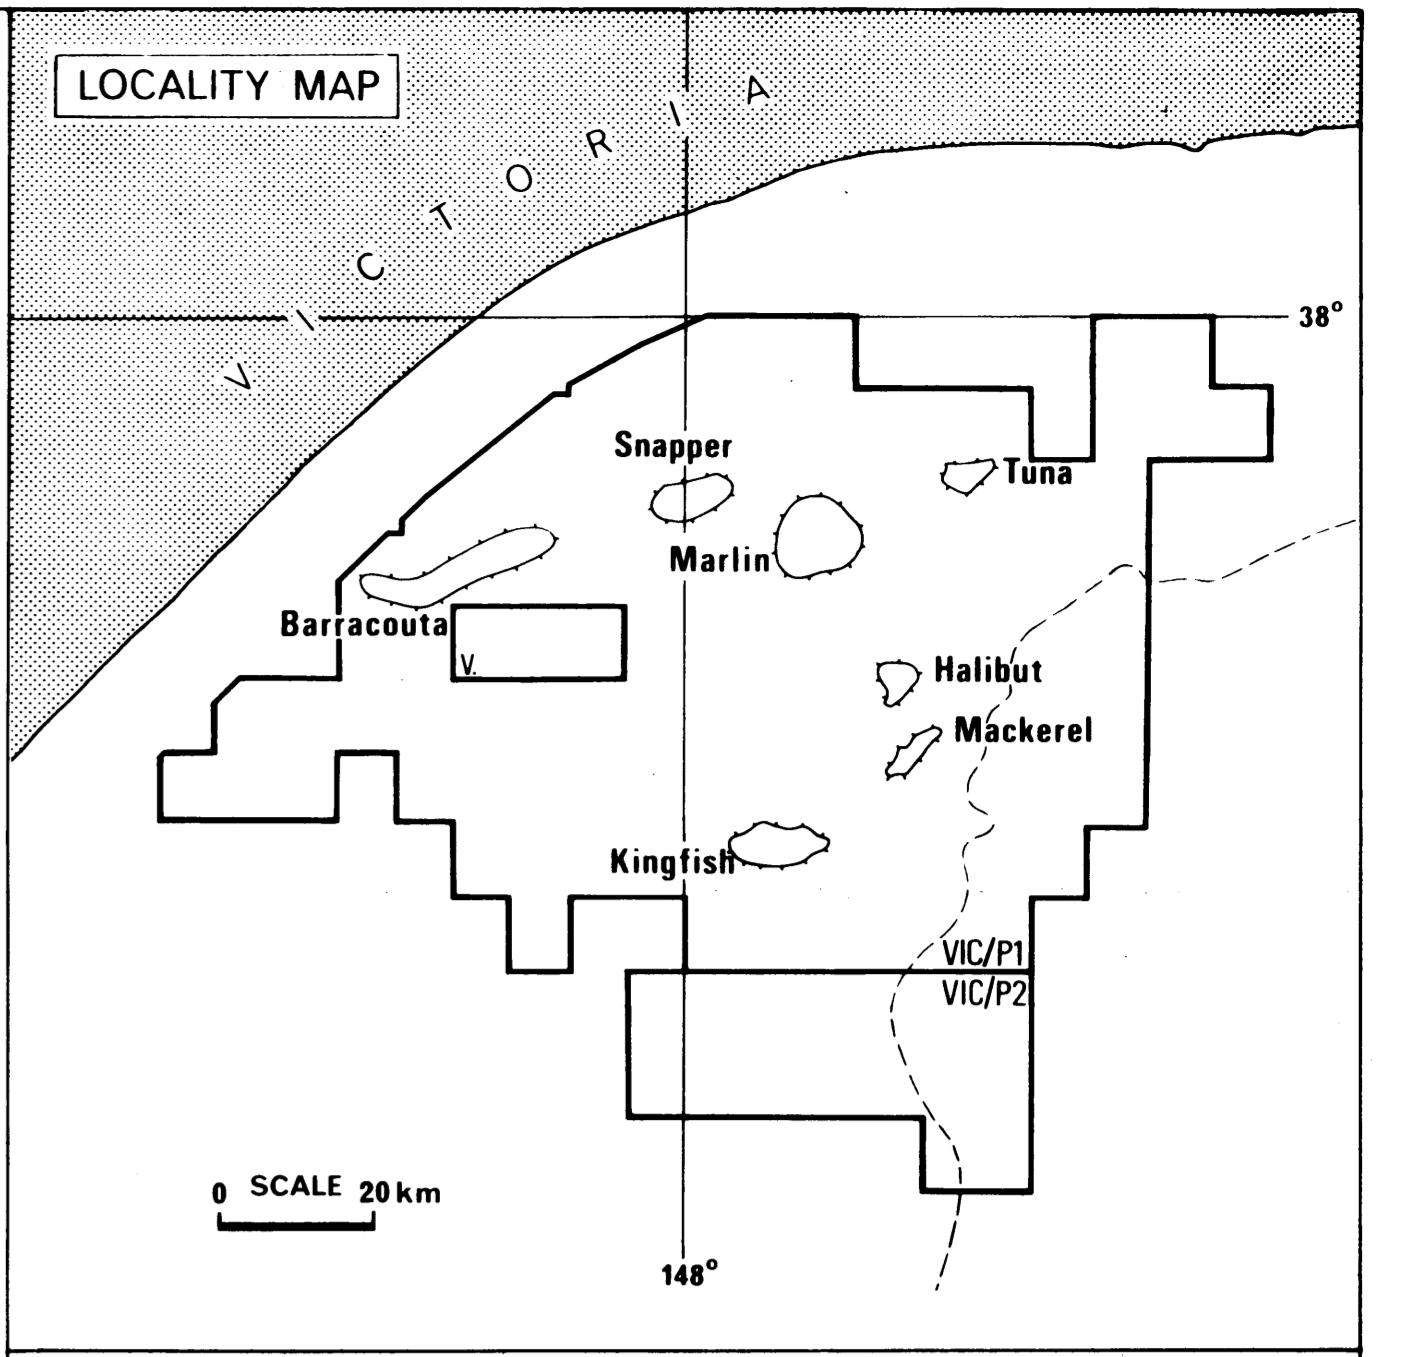 LOCALITY MAP
VICTORIA
38°
Snapper
Tuna
Marlin
Barracouta
V.
Halibut
Mackerel
Kingfish
VIC/P1
VIC/P2
0 SCALE 20 km
148°